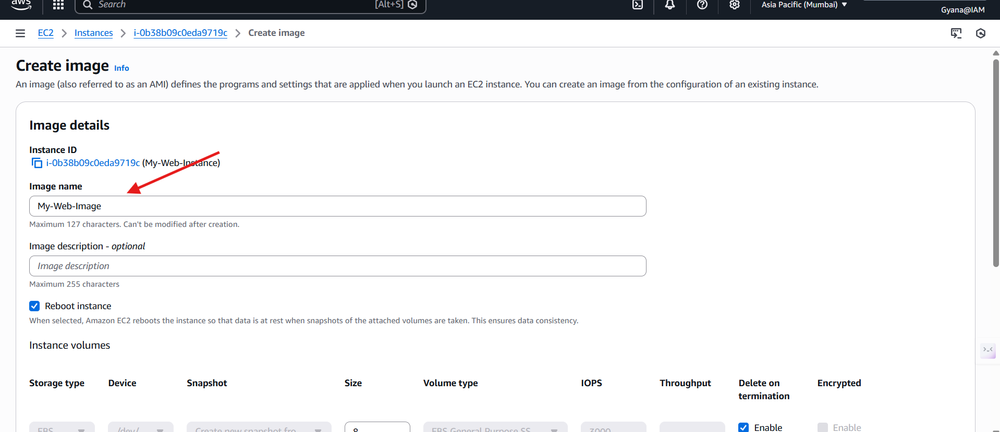 aws
Search
[Alt+S]
Asia Pacific (Mumbai)
Gyana@IAM
EC2 > Instances > i-0b38b09c0eda9719c > Create image
Create image Info
An image (also referred to as an AMI) defines the programs and settings that are applied when you launch an EC2 instance. You can create an image from the configuration of an existing instance.
Image details
Instance ID
i-0b38b09c0eda9719c (My-Web-Instance)
Image name
My-Web-Image
Maximum 127 characters. Can't be modified after creation.
Image description - optional
Image description
Maximum 255 characters
Reboot instance
When selected, Amazon EC2 reboots the instance so that data is at rest when snapshots of the attached volumes are taken. This ensures data consistency.
Instance volumes
Storage type Device Snapshot Size Volume type IOPS Throughput Delete on termination Encrypted
EBS /dev/ Create new snapshot fro 8 EBS General Purpose SS 3000 Enable Enable